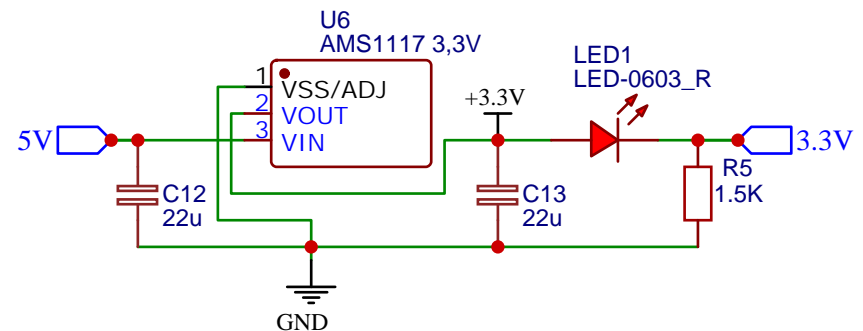 U6
AMS1117 3,3V
1
VSS/ADJ
2
VOUT
3
VIN
5V
C12
22u
+3.3V
C13
22u
LED1
LED-0603_R
3.3V
R5
1.5K
GND